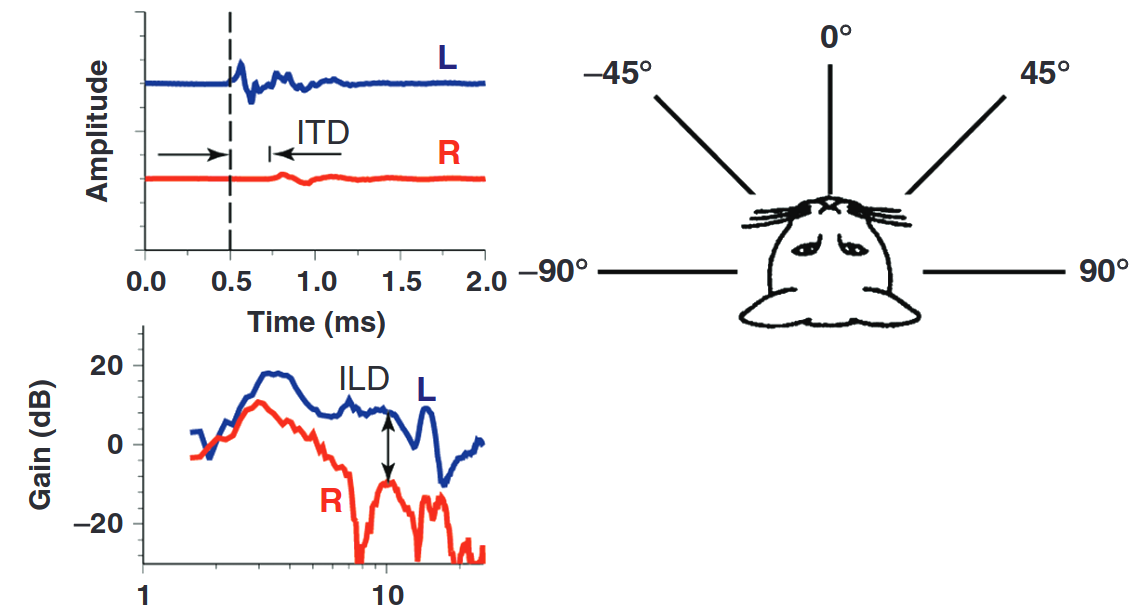 Amplitude
L
ITD
R
0.0 0.5 1.0 1.5 2.0
Time (ms)
Gain (dB)
20
0
–20
ILD
L
R
1 10
0°
–45° 45°
–90° 90°